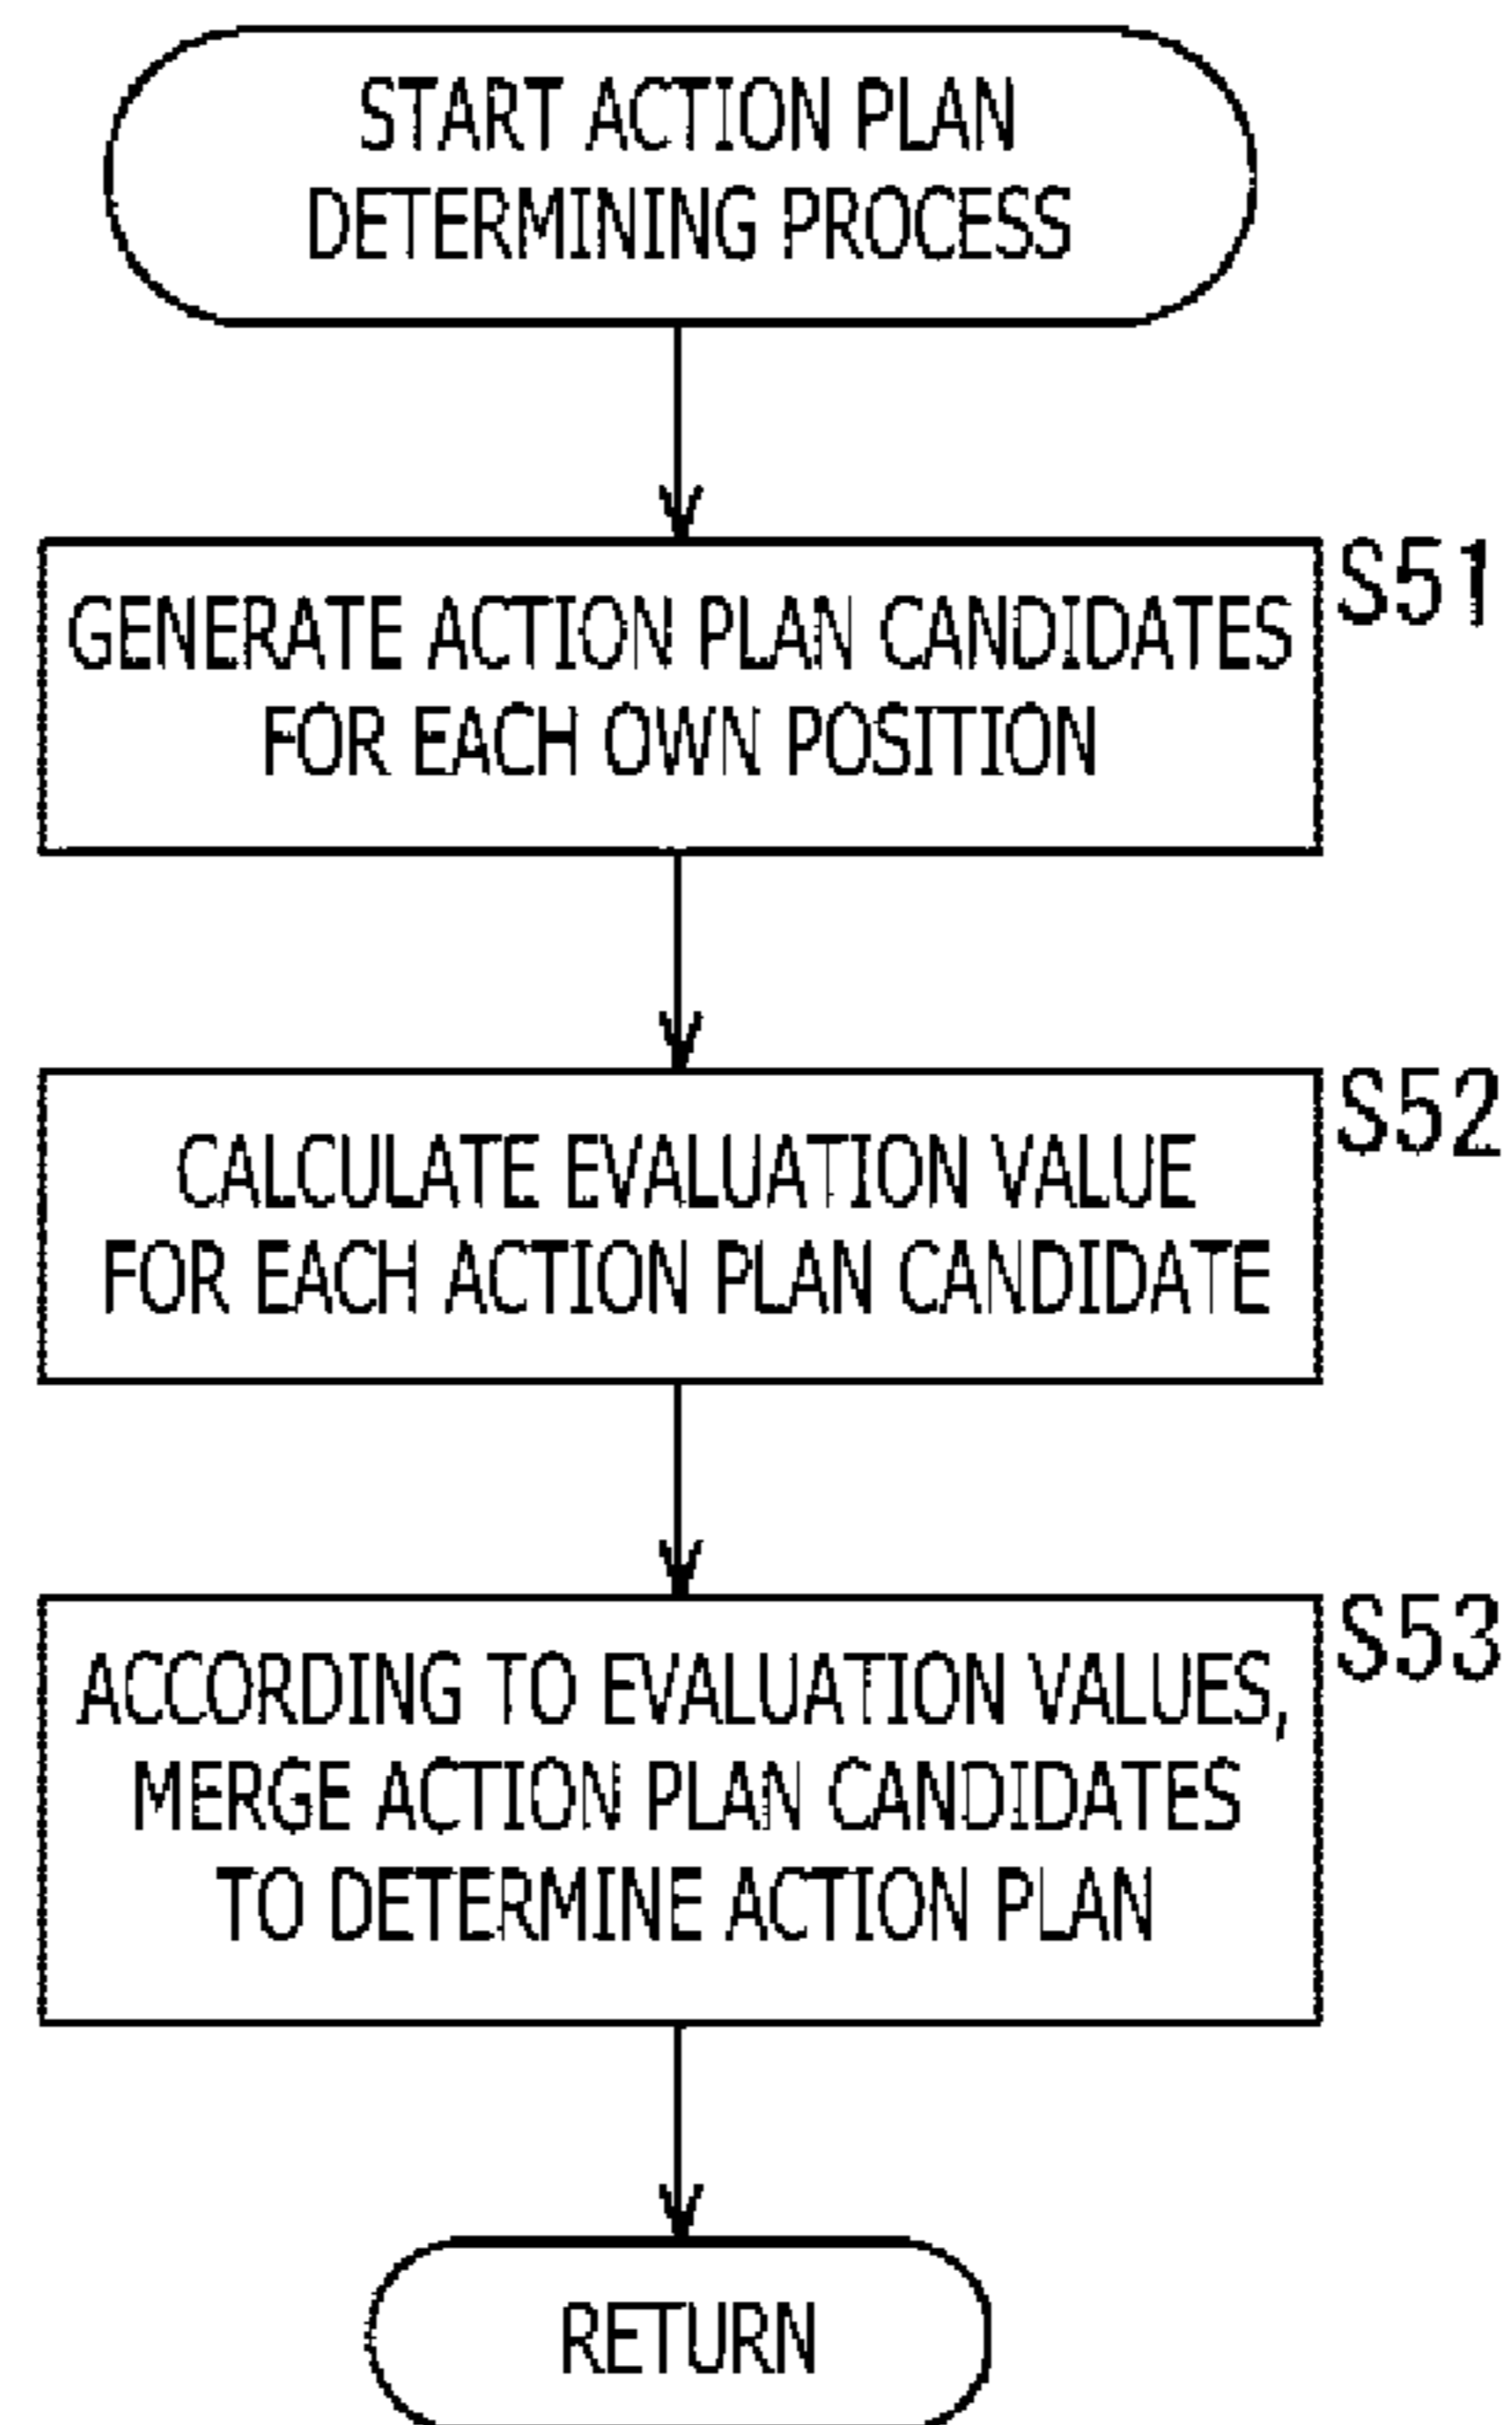 START ACTION PLAN
DETERMINING PROCESS
S51
GENERATE ACTION PLAN CANDIDATES
FOR EACH OWN POSITION
S52
CALCULATE EVALUATION VALUE
FOR EACH ACTION PLAN CANDIDATE
S53
ACCORDING TO EVALUATION VALUES,
MERGE ACTION PLAN CANDIDATES
TO DETERMINE ACTION PLAN
RETURN